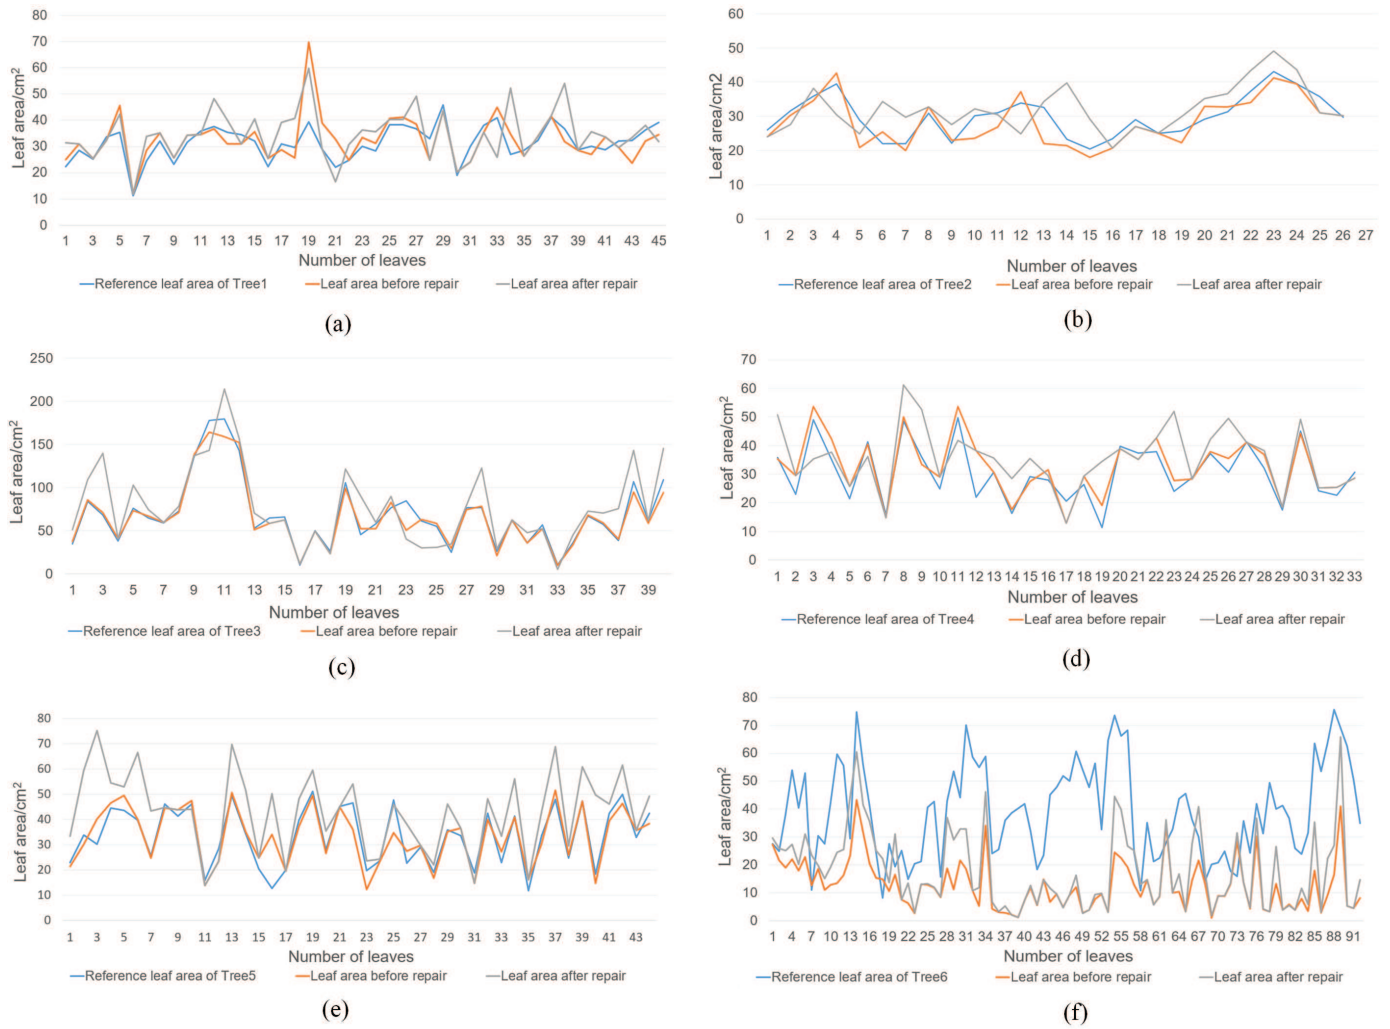 Leaf area/cm²
80
70
60
50
40
30
20
10
0
1 3 5 7 9 11 13 15 17 19 21 23 25 27 29 31 33 35 37 39 41 43 45
Number of leaves
Reference leaf area of Tree1 Leaf area before repair Leaf area after repair
(a)
Leaf area/cm2
60
50
40
30
20
10
0
1 2 3 4 5 6 7 8 9 10 11 12 13 14 15 16 17 18 19 20 21 22 23 24 25 26 27
Number of leaves
Reference leaf area of Tree2 Leaf area before repair Leaf area after repair
(b)
Leaf area/cm²
250
200
150
100
50
0
1 3 5 7 9 11 13 15 17 19 21 23 25 27 29 31 33 35 37 39
Number of leaves
Reference leaf area of Tree3 Leaf area before repair Leaf area after repair
(c)
Leaf area/cm²
70
60
50
40
30
20
10
0
1 2 3 4 5 6 7 8 9 10 11 12 13 14 15 16 17 18 19 20 21 22 23 24 25 26 27 28 29 30 31 32 33
Number of leaves
Reference leaf area of Tree4 Leaf area before repair Leaf area after repair
(d)
Leaf area/cm²
80
70
60
50
40
30
20
10
0
1 3 5 7 9 11 13 15 17 19 21 23 25 27 29 31 33 35 37 39 41 43
Number of leaves
Reference leaf area of Tree5 Leaf area before repair Leaf area after repair
(e)
Leaf area/cm²
80
70
60
50
40
30
20
10
0
1 4 7 10 13 16 19 22 25 28 31 34 37 40 43 46 49 52 55 58 61 64 67 70 73 76 79 82 85 88 91
Number of leaves
Reference leaf area of Tree6 Leaf area before repair Leaf area after repair
(f)